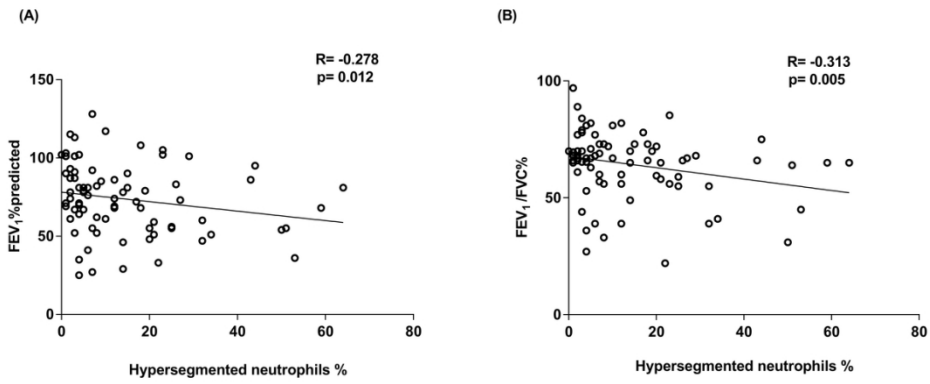 (A)
R= -0.278
p= 0.012
150
100
50
0
FEV1%predicted
0 20 40 60 80
Hypersegmented neutrophils %
(B)
R= -0.313
p= 0.005
100
50
0
FEV1 /FVC%
0 20 40 60 80
Hypersegmented neutrophils %